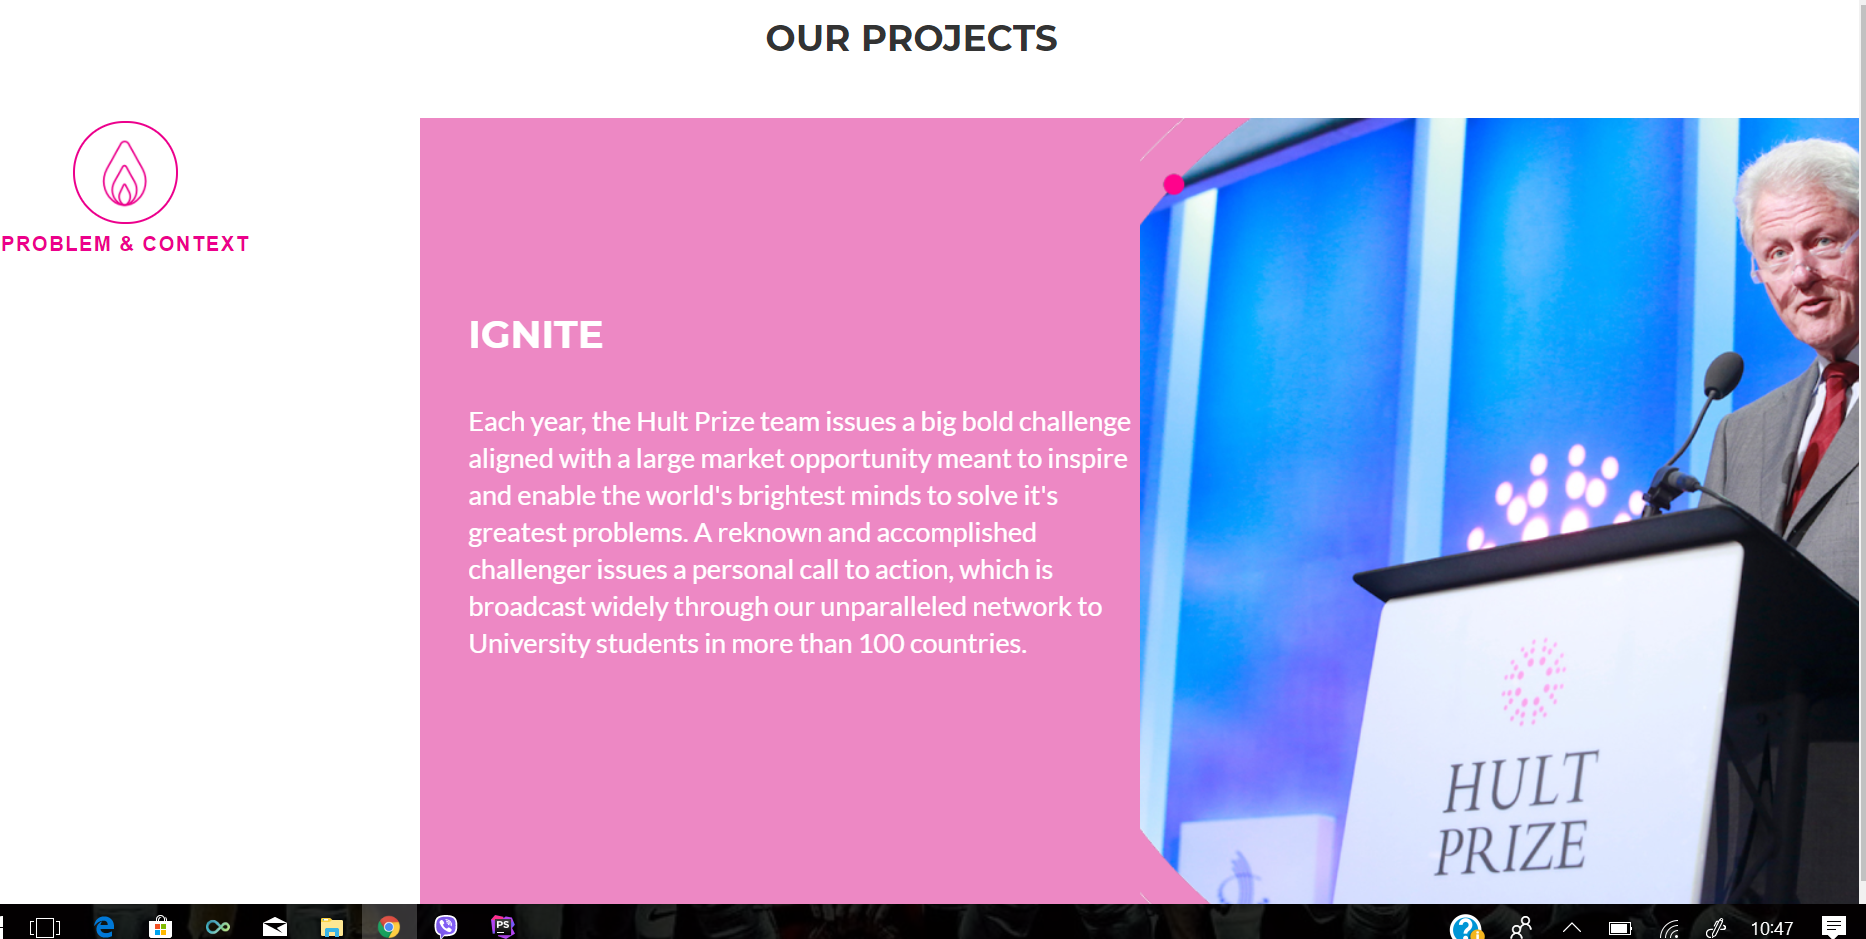 OUR PROJECTS
PROBLEM & CONTEXT
IGNITE
Each year, the Hult Prize team issues a big bold challenge
aligned with a large market opportunity meant to inspire
and enable the world's brightest minds to solve it's
greatest problems. A reknown and accomplished
challenger issues a personal call to action, which is
broadcast widely through our unparalleled network to
University students in more than 100 countries.
HULT
PRIZE
PS
10:47